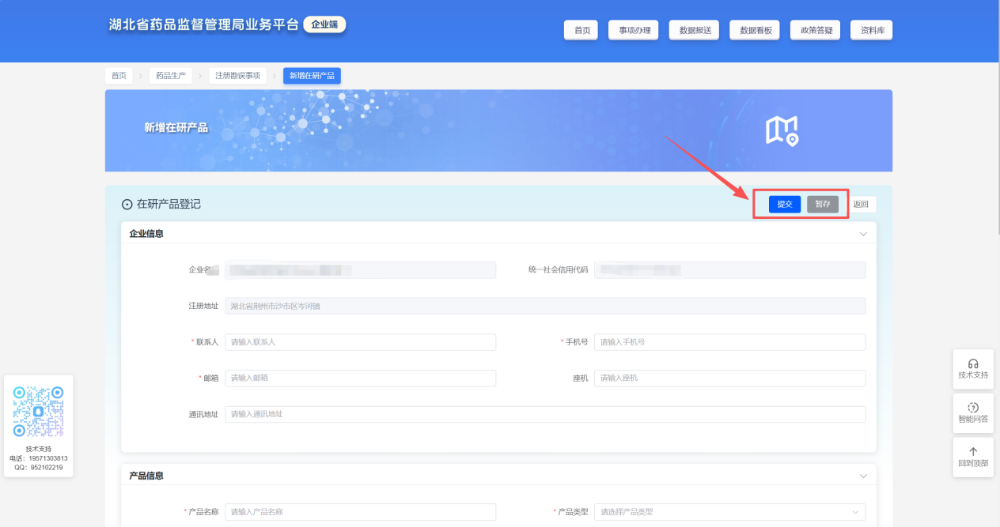 湖北省药品监督管理局业务平台 企业端
首页 事项办理 数据报送 数据看板 政策答疑 资料库
首页 药品生产 注册勘误事项 新增在研产品
新增在研产品
在研产品登记 提交 暂存 返回
企业信息
企业名 统一社会信用代码
注册地址 湖北省荆州市沙市区岑河镇
* 联系人 请输入联系人 * 手机号 请输入手机号
* 邮箱 请输入邮箱 座机 请输入座机
通讯地址 请输入通讯地址
产品信息
* 产品名称 请输入产品名称 * 产品类型 请选择产品类型
技术支持
电话：19571303813
QQ：952102219
技术支持
智能问答
回到顶部